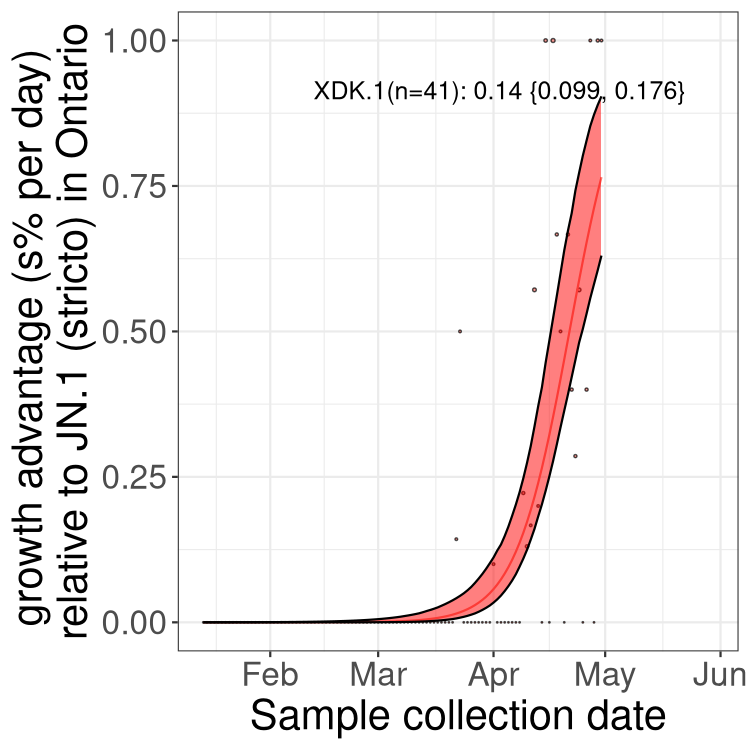 growth advantage (s% per day)
relative to JN.1 (stricto) in Ontario
1.00
0.75
0.50
0.25
0.00
XDK.1(n=41): 0.14 {0.099, 0.176}
Feb Mar Apr May Jun
Sample collection date